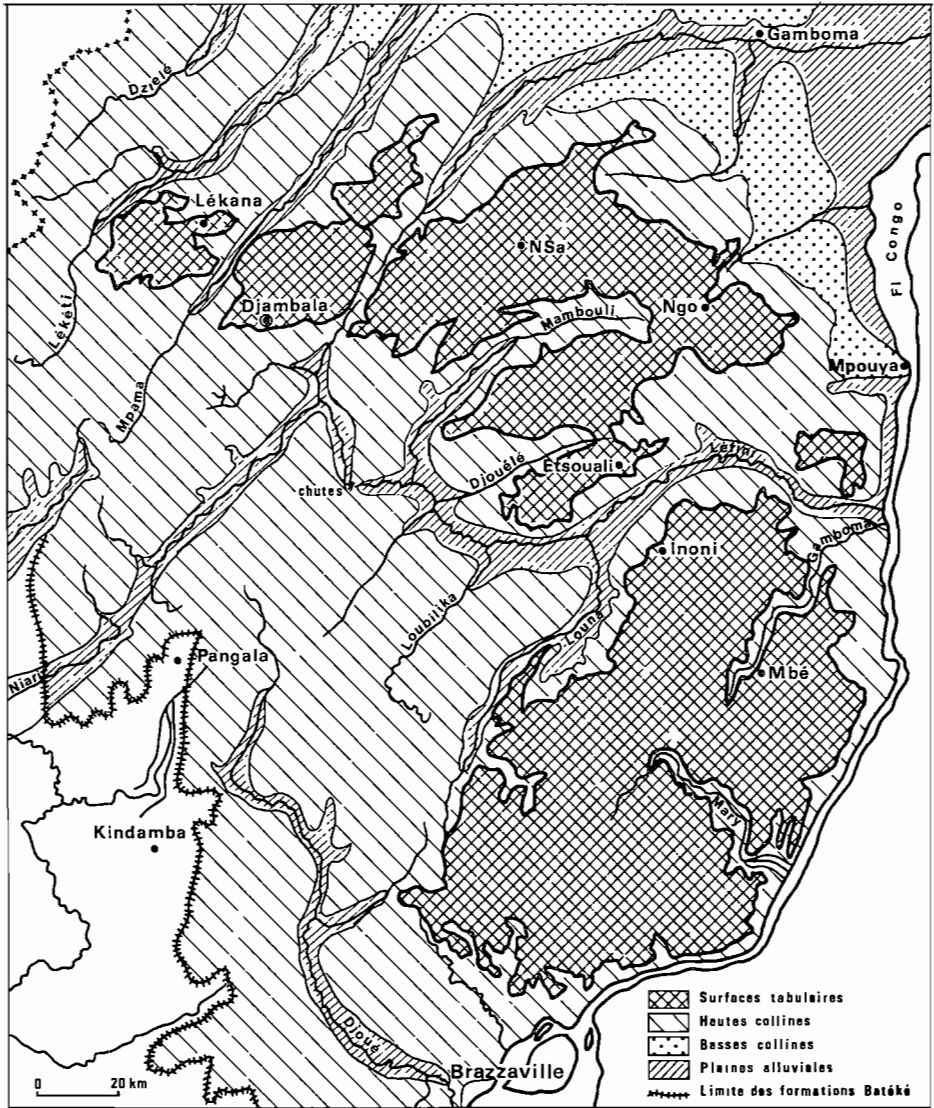 Gamboma
Dzielé
Lékana
Fl Congo
NSa
Djambala
Mambouli
Ngo
Lékéti
Mpouya
Mpama
Léfini
Djouélé
Etsouali
chutes
Gamboma
Inoni
Loubilika
Louna
Niari
Pangala
Mbé
Mary
Kindamba
Djoué
Brazzaville
0 20 km
Surfaces tabulaires
Hautes collines
Basses collines
Plaines alluviales
Limite des formations Batéké